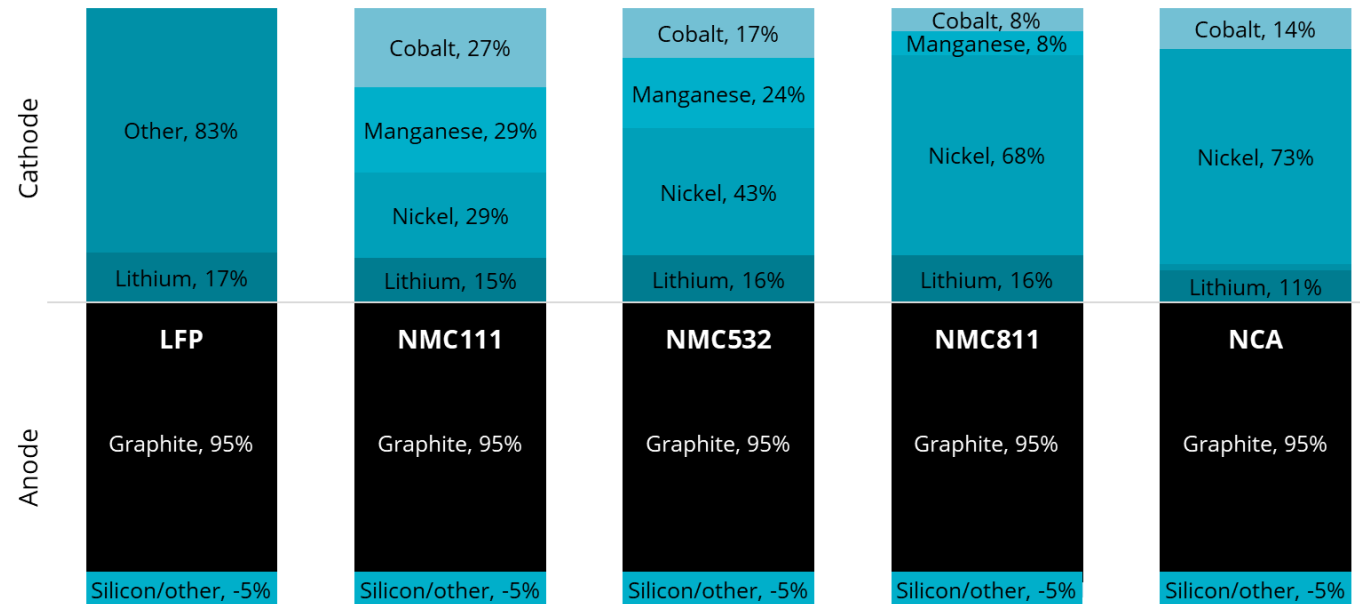 Cathode
Other, 83%
Lithium, 17%
Cobalt, 27%
Manganese, 29%
Nickel, 29%
Lithium, 15%
Cobalt, 17%
Manganese, 24%
Nickel, 43%
Lithium, 16%
Cobalt, 8%
Manganese, 8%
Nickel, 68%
Lithium, 16%
Cobalt, 14%
Nickel, 73%
Lithium, 11%
Anode
LFP
Graphite, 95%
Silicon/other, -5%
NMC111
Graphite, 95%
Silicon/other, -5%
NMC532
Graphite, 95%
Silicon/other, -5%
NMC811
Graphite, 95%
Silicon/other, -5%
NCA
Graphite, 95%
Silicon/other, -5%